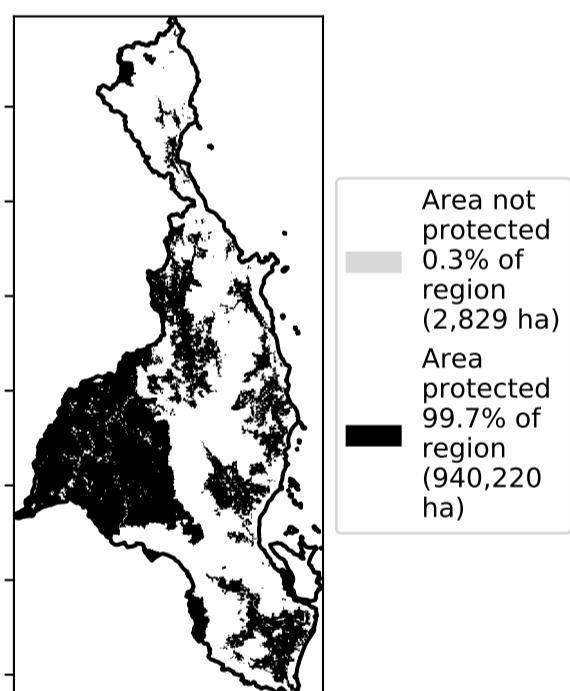 Area not
protected
0.3% of
region
(2,829 ha)
Area
protected
99.7% of
region
(940,220
ha)